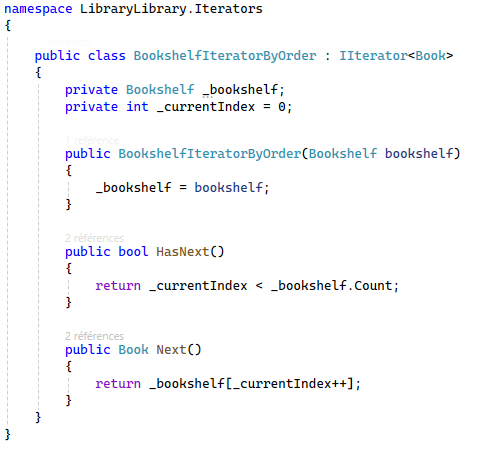 namespace LibraryLibrary.Iterators
{
public class BookshelfIteratorByOrder : IIterator<Book>
{
private Bookshelf _bookshelf;
private int _currentIndex = 0;
1 référence
public BookshelfIteratorByOrder(Bookshelf bookshelf)
{
_bookshelf = bookshelf;
}
2 références
public bool HasNext()
{
return _currentIndex < _bookshelf.Count;
}
2 références
public Book Next()
{
return _bookshelf[_currentIndex++];
}
}
}